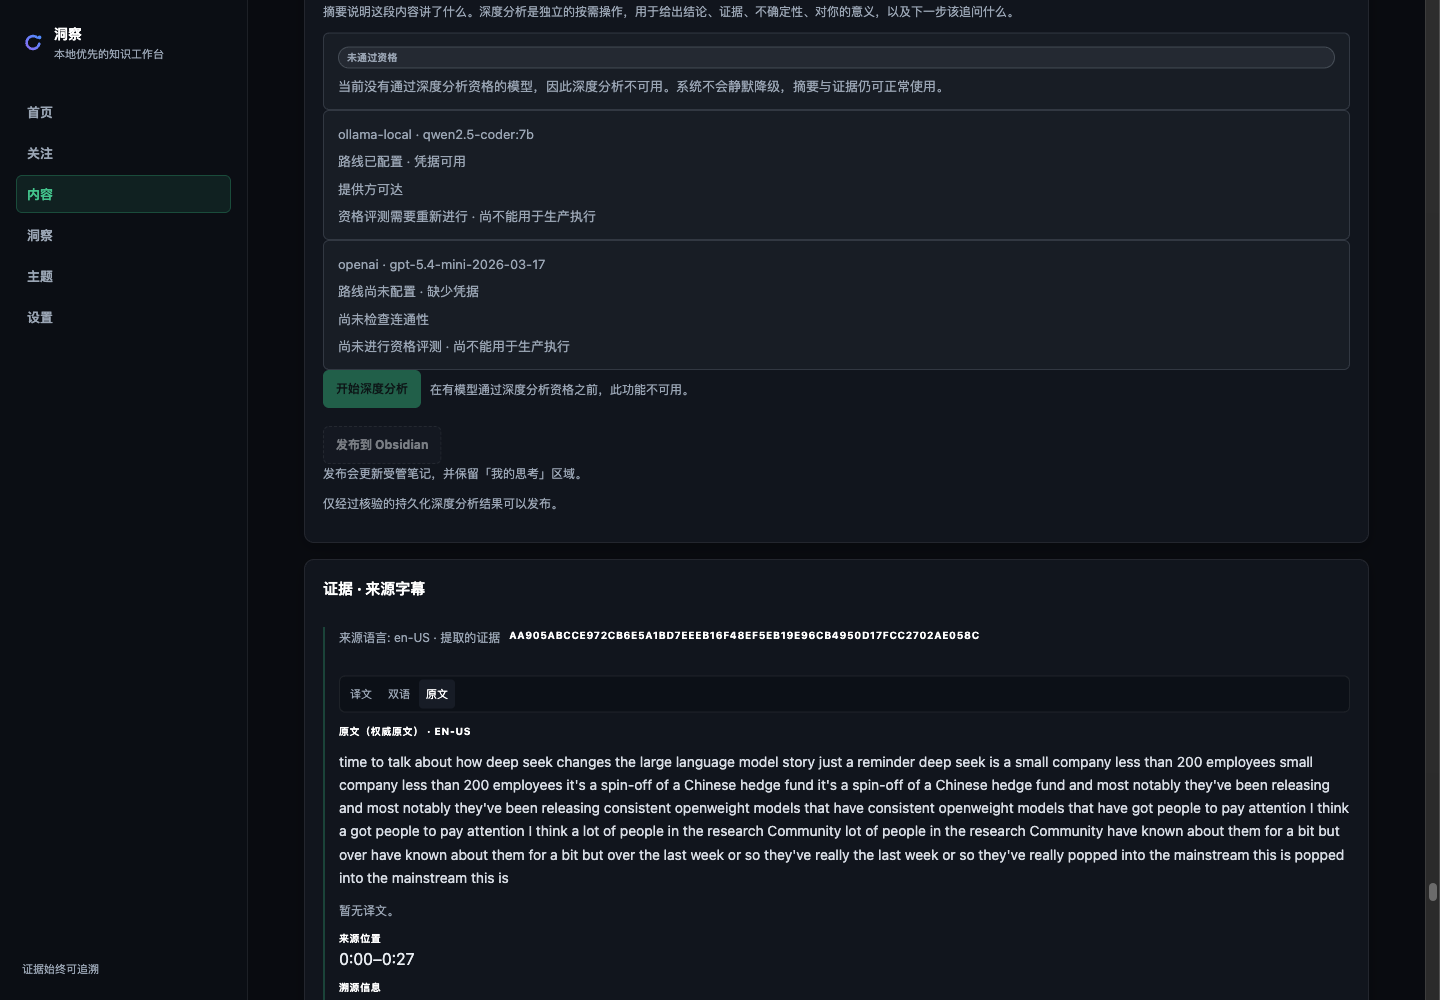 洞察
本地优先的知识工作台
首页
关注
内容
洞察
主题
设置
证据始终可追溯
摘要说明这段内容讲了什么。深度分析是独立的按需操作，用于给出结论、证据、不确定性、对你的意义，以及下一步该追问什么。
未通过资格
当前没有通过深度分析资格的模型，因此深度分析不可用。系统不会静默降级，摘要与证据仍可正常使用。
ollama-local · qwen2.5-coder:7b
路线已配置 · 凭据可用
提供方可达
资格评测需要重新进行 · 尚不能用于生产执行
openai · gpt-5.4-mini-2026-03-17
路线尚未配置 · 缺少凭据
尚未检查连通性
尚未进行资格评测 · 尚不能用于生产执行
开始深度分析 在有模型通过深度分析资格之前，此功能不可用。
发布到 Obsidian
发布会更新受管笔记，并保留「我的思考」区域。
仅经过核验的持久化深度分析结果可以发布。
证据 · 来源字幕
来源语言: en-US · 提取的证据 AA905ABCCE972CB6E5A1BD7EEEB16F48EF5EB19E96CB4950D17FCC2702AE058C
译文 双语 原文
原文（权威原文） · EN-US
time to talk about how deep seek changes the large language model story just a reminder deep seek is a small company less than 200 employees small
company less than 200 employees it's a spin-off of a Chinese hedge fund it's a spin-off of a Chinese hedge fund and most notably they've been releasing
and most notably they've been releasing consistent openweight models that have consistent openweight models that have got people to pay attention I think
a got people to pay attention I think a lot of people in the research Community lot of people in the research Community have known about them for a bit but
over have known about them for a bit but over the last week or so they've really the last week or so they've really popped into the mainstream this is popped
into the mainstream this is
暂无译文。
来源位置
0:00–0:27
溯源信息